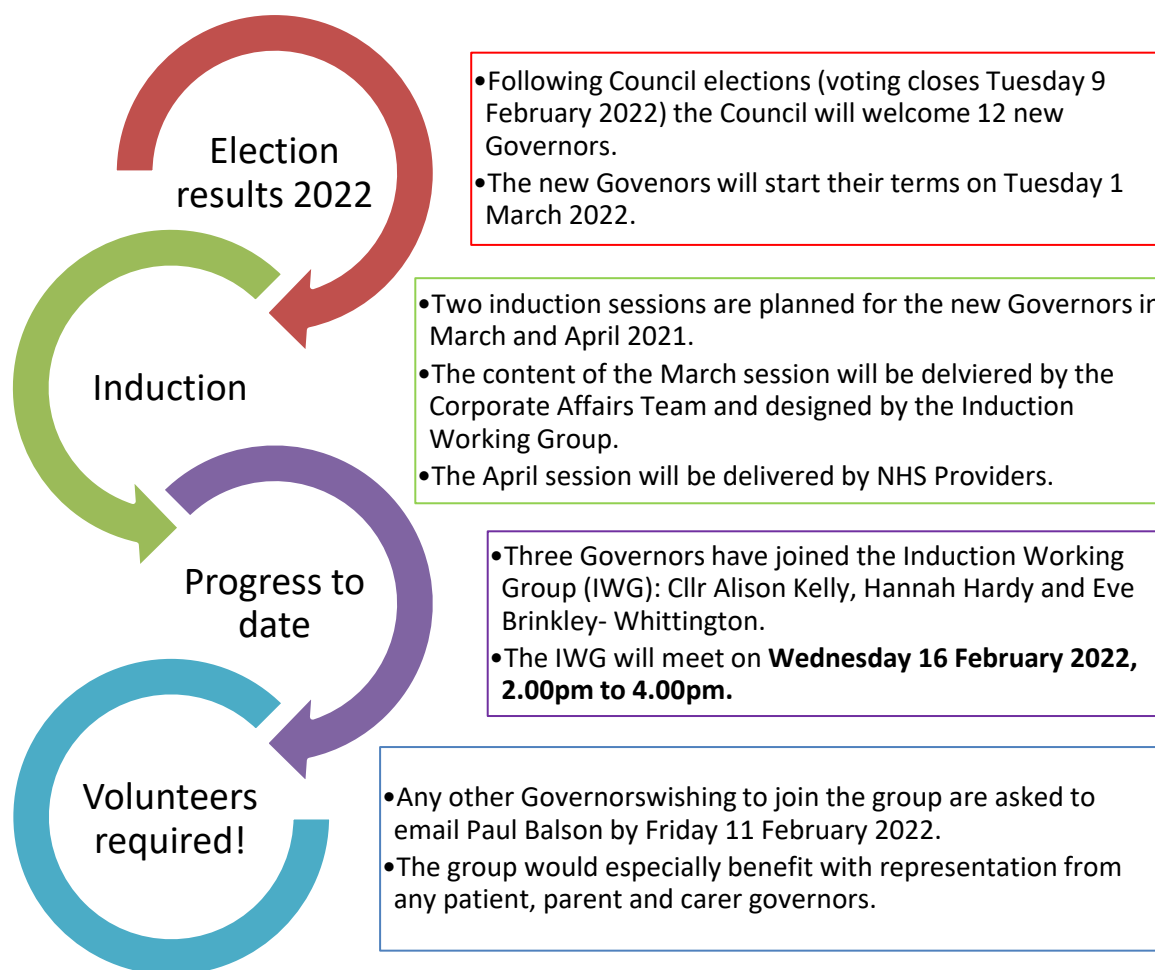 Election
results 2022
•Following Council elections (voting closes Tuesday 9
February 2022) the Council will welcome 12 new
Governors.
•The new Govenors will start their terms on Tuesday 1
March 2022.
Induction
•Two induction sessions are planned for the new Governors in
March and April 2021.
•The content of the March session will be delviered by the
Corporate Affairs Team and designed by the Induction
Working Group.
•The April session will be delivered by NHS Providers.
Progress to
date
•Three Governors have joined the Induction Working
Group (IWG): Cllr Alison Kelly, Hannah Hardy and Eve
Brinkley- Whittington.
•The IWG will meet on Wednesday 16 February 2022,
2.00pm to 4.00pm.
Volunteers
required!
•Any other Governorswishing to join the group are asked to
email Paul Balson by Friday 11 February 2022.
•The group would especially benefit with representation from
any patient, parent and carer governors.